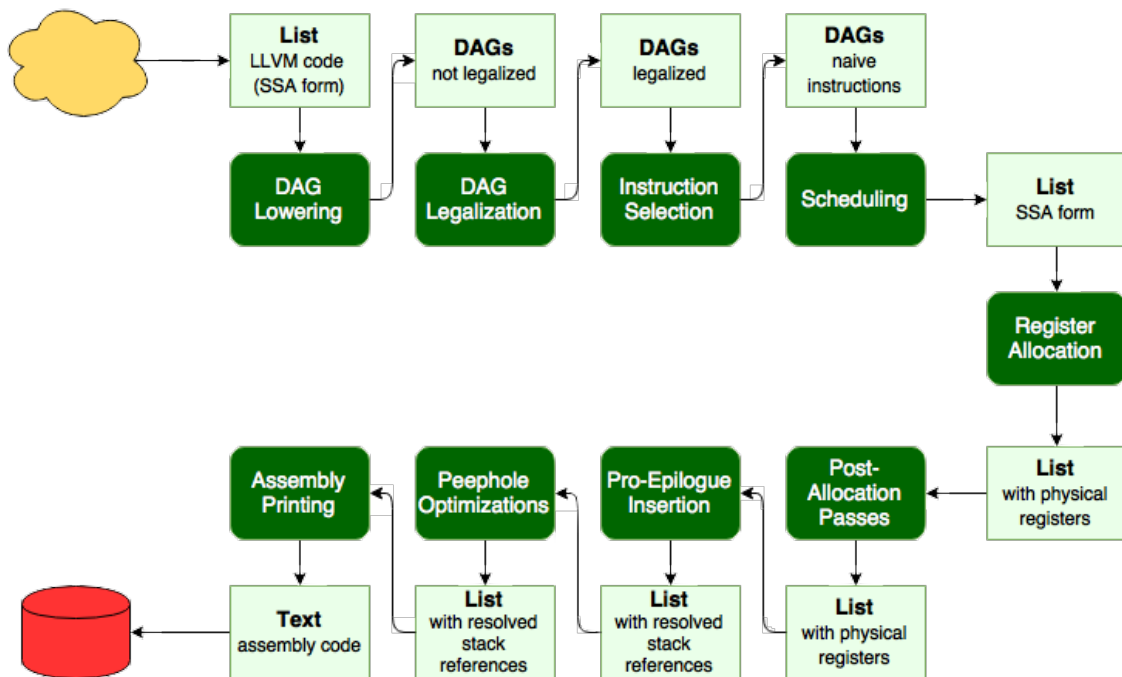 List
LLVM code
(SSA form)
DAGs
not legalized
DAGs
legalized
DAGs
naive
instructions
DAG
Lowering
DAG
Legalization
Instruction
Selection
Scheduling
List
SSA form
Register
Allocation
Assembly
Printing
Peephole
Optimizations
Pro-Epilogue
Insertion
Post-
Allocation
Passes
List
with physical
registers
Text
assembly code
List
with resolved
stack
references
List
with resolved
stack
references
List
with physical
registers